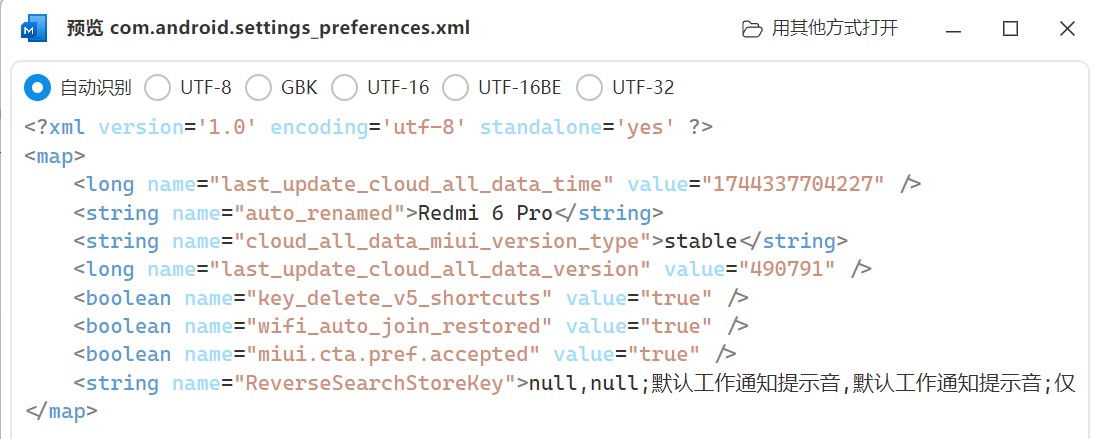 预览 com.android.settings_preferences.xml 用其他方式打开
自动识别 UTF-8 GBK UTF-16 UTF-16BE UTF-32
<?xml version='1.0' encoding='utf-8' standalone='yes' ?>
<map>
    <long name="last_update_cloud_all_data_time" value="1744337704227" />
    <string name="auto_renamed">Redmi 6 Pro</string>
    <string name="cloud_all_data_miui_version_type">stable</string>
    <long name="last_update_cloud_all_data_version" value="490791" />
    <boolean name="key_delete_v5_shortcuts" value="true" />
    <boolean name="wifi_auto_join_restored" value="true" />
    <boolean name="miui.cta.pref.accepted" value="true" />
    <string name="ReverseSearchStoreKey">null,null;默认工作通知提示音,默认工作通知提示音;仅
</map>